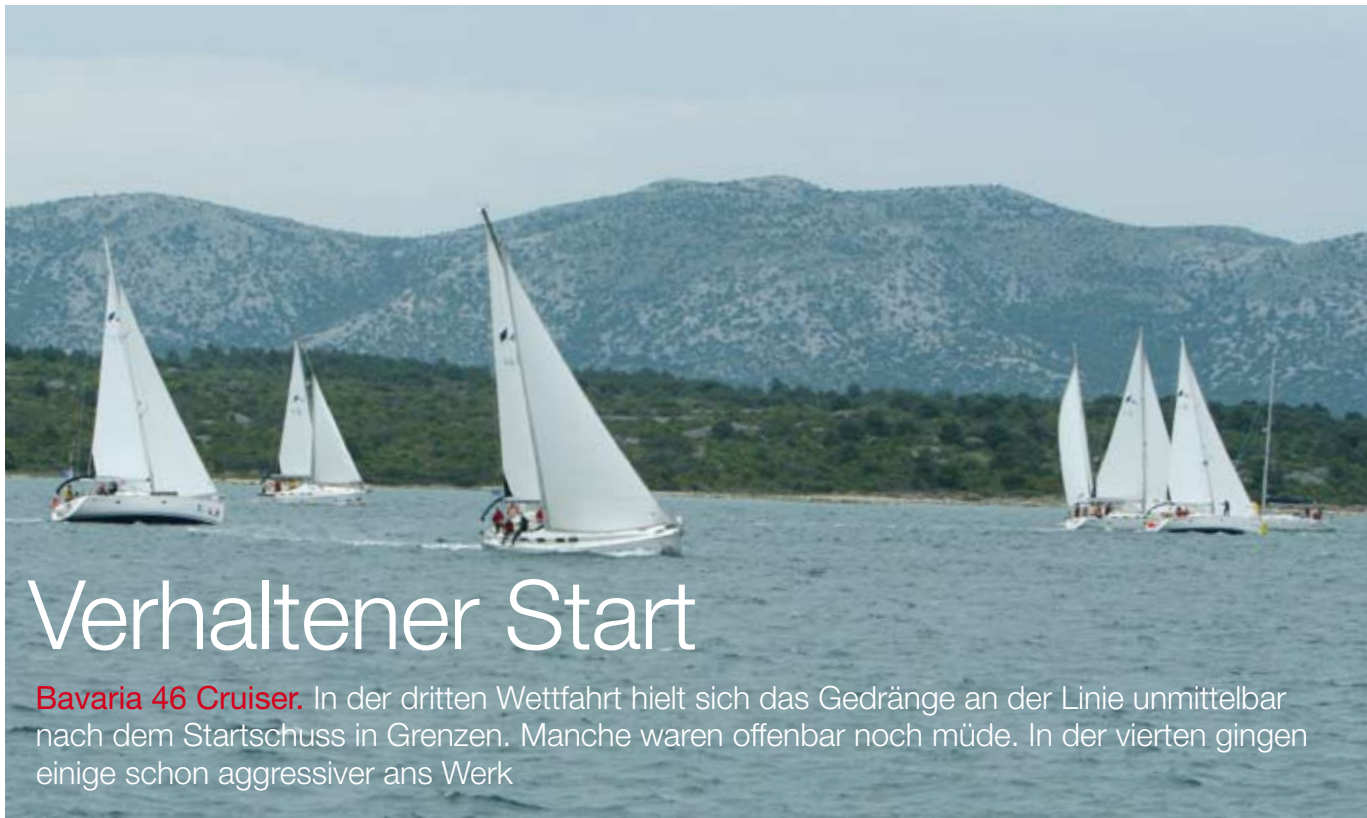 Verhaltener Start
Bavaria 46 Cruiser. In der dritten Wettfahrt hielt sich das Gedränge an der Linie unmittelbar
nach dem Startschuss in Grenzen. Manche waren offenbar noch müde. In der vierten gingen
einige schon aggressiver ans Werk